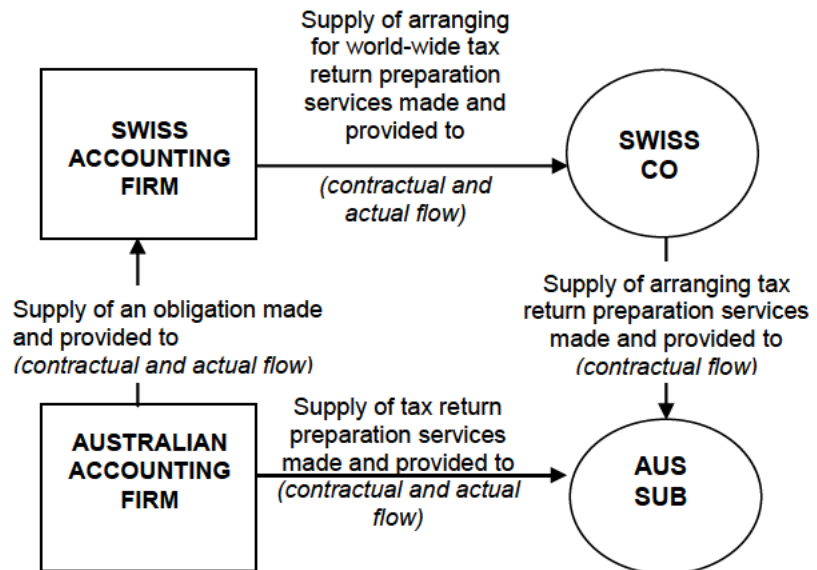 Supply of arranging
for world-wide tax
return preparation
services made and
provided to
SWISS
ACCOUNTING
FIRM
(contractual and
actual flow)
SWISS
CO
Supply of an obligation made
and provided to
(contractual and actual flow)
Supply of arranging tax
return preparation services
made and provided to
(contractual flow)
AUSTRALIAN
ACCOUNTING
FIRM
Supply of tax return
preparation services
made and provided to
(contractual and actual
flow)
AUS
SUB